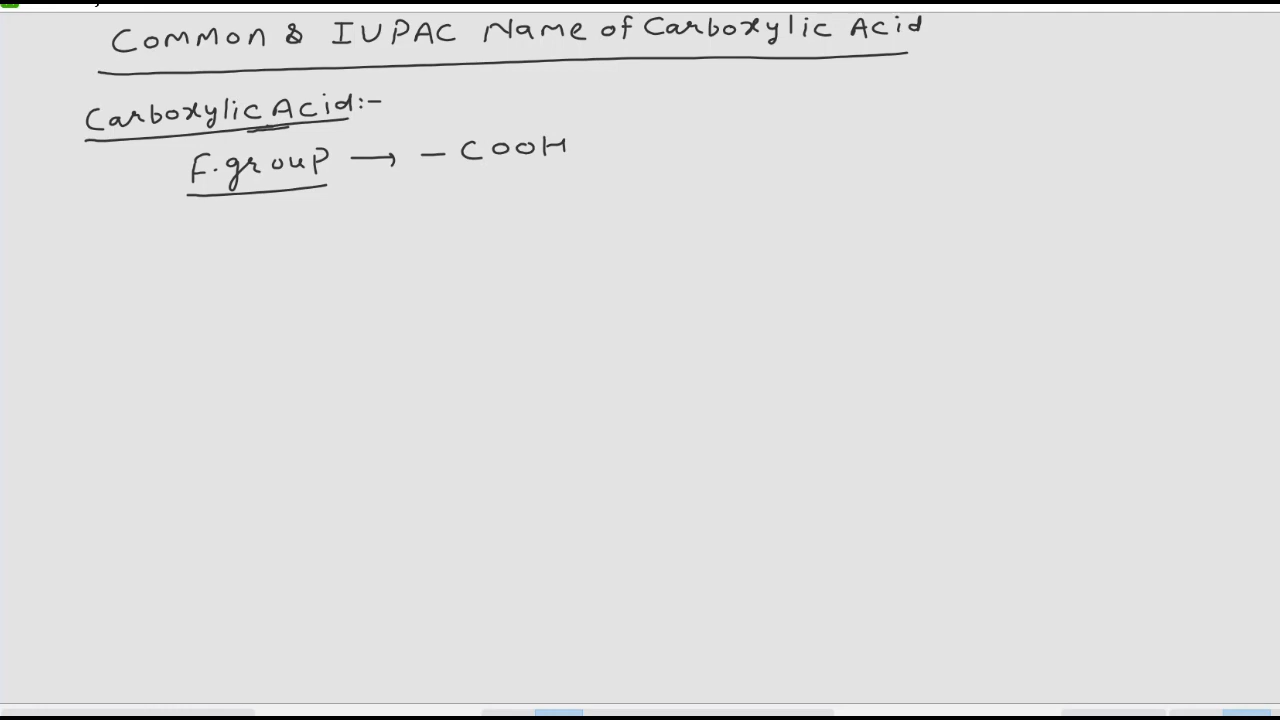 Common & IUPAC Name of Carboxylic Acid
Carboxylic Acid:-
F.group → - COOH